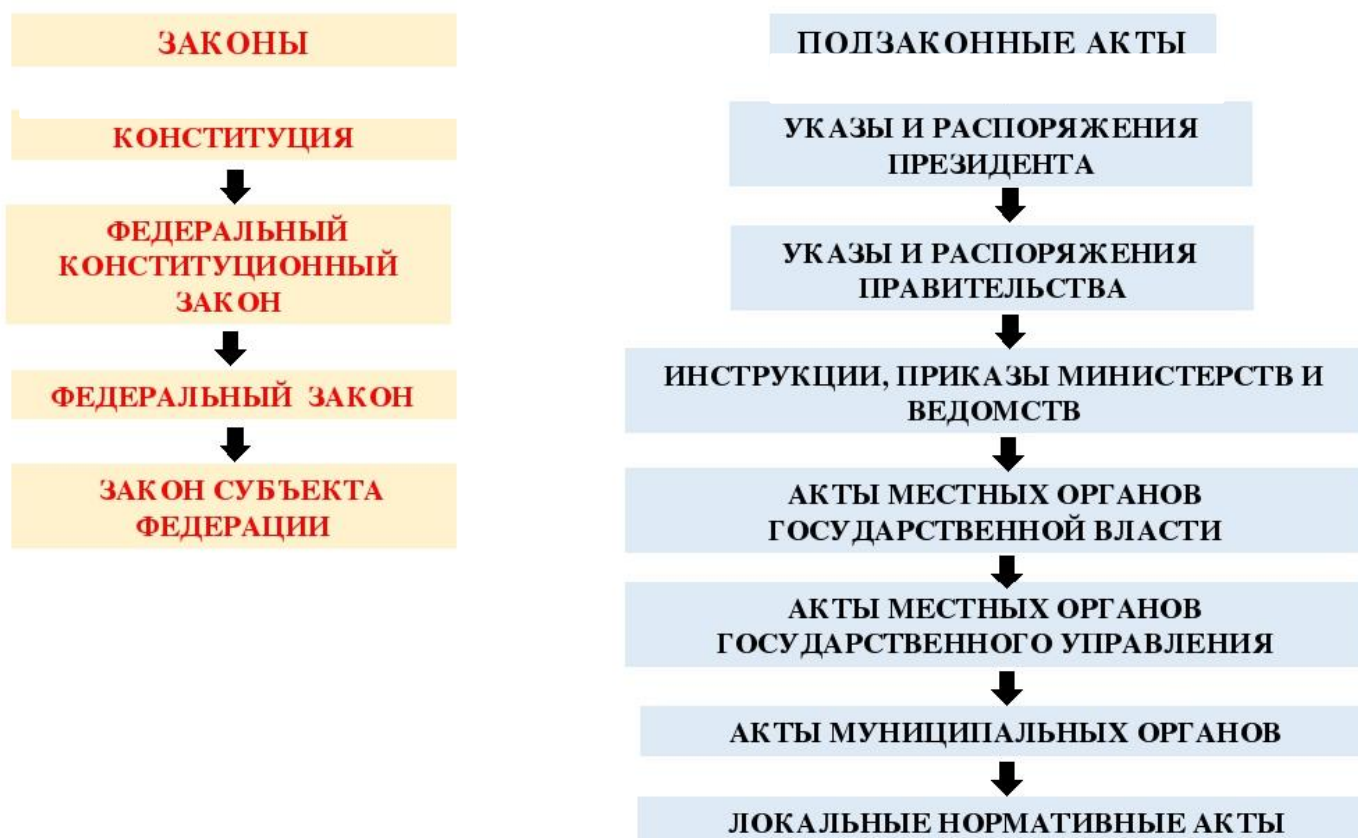 ЗАКОНЫ
КОНСТИТУЦИЯ
ФЕДЕРАЛЬНЫЙ
КОНСТИТУЦИОННЫЙ
ЗАКОН
ФЕДЕРАЛЬНЫЙ ЗАКОН
ЗАКОН СУБЪЕКТА
ФЕДЕРАЦИИ
ПОДЗАКОННЫЕ АКТЫ
УКАЗЫ И РАСПОРЯЖЕНИЯ
ПРЕЗИДЕНТА
УКАЗЫ И РАСПОРЯЖЕНИЯ
ПРАВИТЕЛЬСТВА
ИНСТРУКЦИИ, ПРИКАЗЫ МИНИСТЕРСТВ И
ВЕДОМСТВ
АКТЫ МЕСТНЫХ ОРГАНОВ
ГОСУДАРСТВЕННОЙ ВЛАСТИ
АКТЫ МЕСТНЫХ ОРГАНОВ
ГОСУДАРСТВЕННОГО УПРАВЛЕНИЯ
АКТЫ МУНИЦИПАЛЬНЫХ ОРГАНОВ
ЛОКАЛЬНЫЕ НОРМАТИВНЫЕ АКТЫ